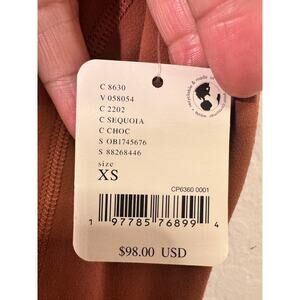 C 8630
V 058054
C 2202
C SEQUOIA
C CHOC
S OB1745676
S 88268446
size
XS
CP6360 0001
1 97785 76899 4
$98.00 USD